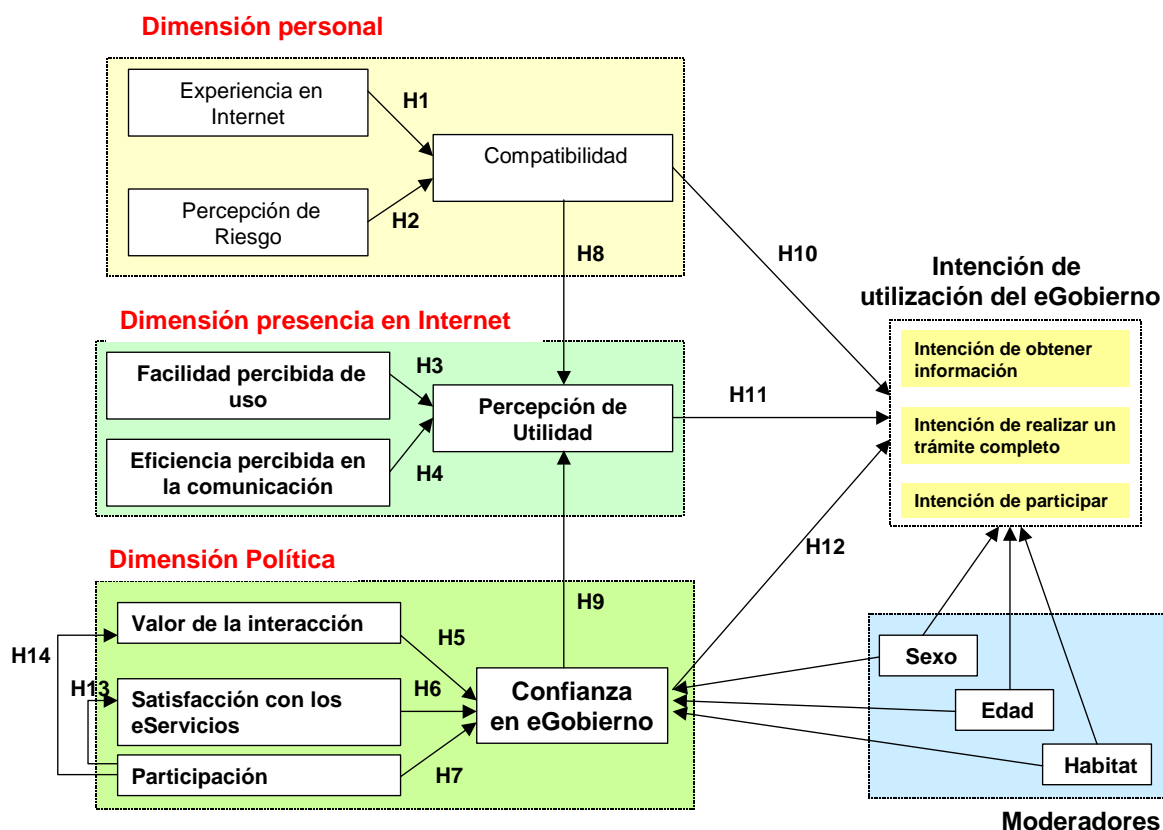 Dimensión personal
Experiencia en
Internet
H1
Compatibilidad
Percepción de
Riesgo
H2
H8
H10
Intención de
utilización del eGobierno
Dimensión presencia en Internet
Facilidad percibida de
uso
H3
Percepción de
Utilidad
H11
Eficiencia percibida en
la comunicación
H4
Intención de obtener
información
Intención de realizar un
trámite completo
Intención de participar
H12
Dimensión Política
H9
Valor de la interacción
H5
H14
H13
Satisfacción con los
eServicios
H6
Confianza
en eGobierno
Participación
H7
Sexo
Edad
Habitat
Moderadores